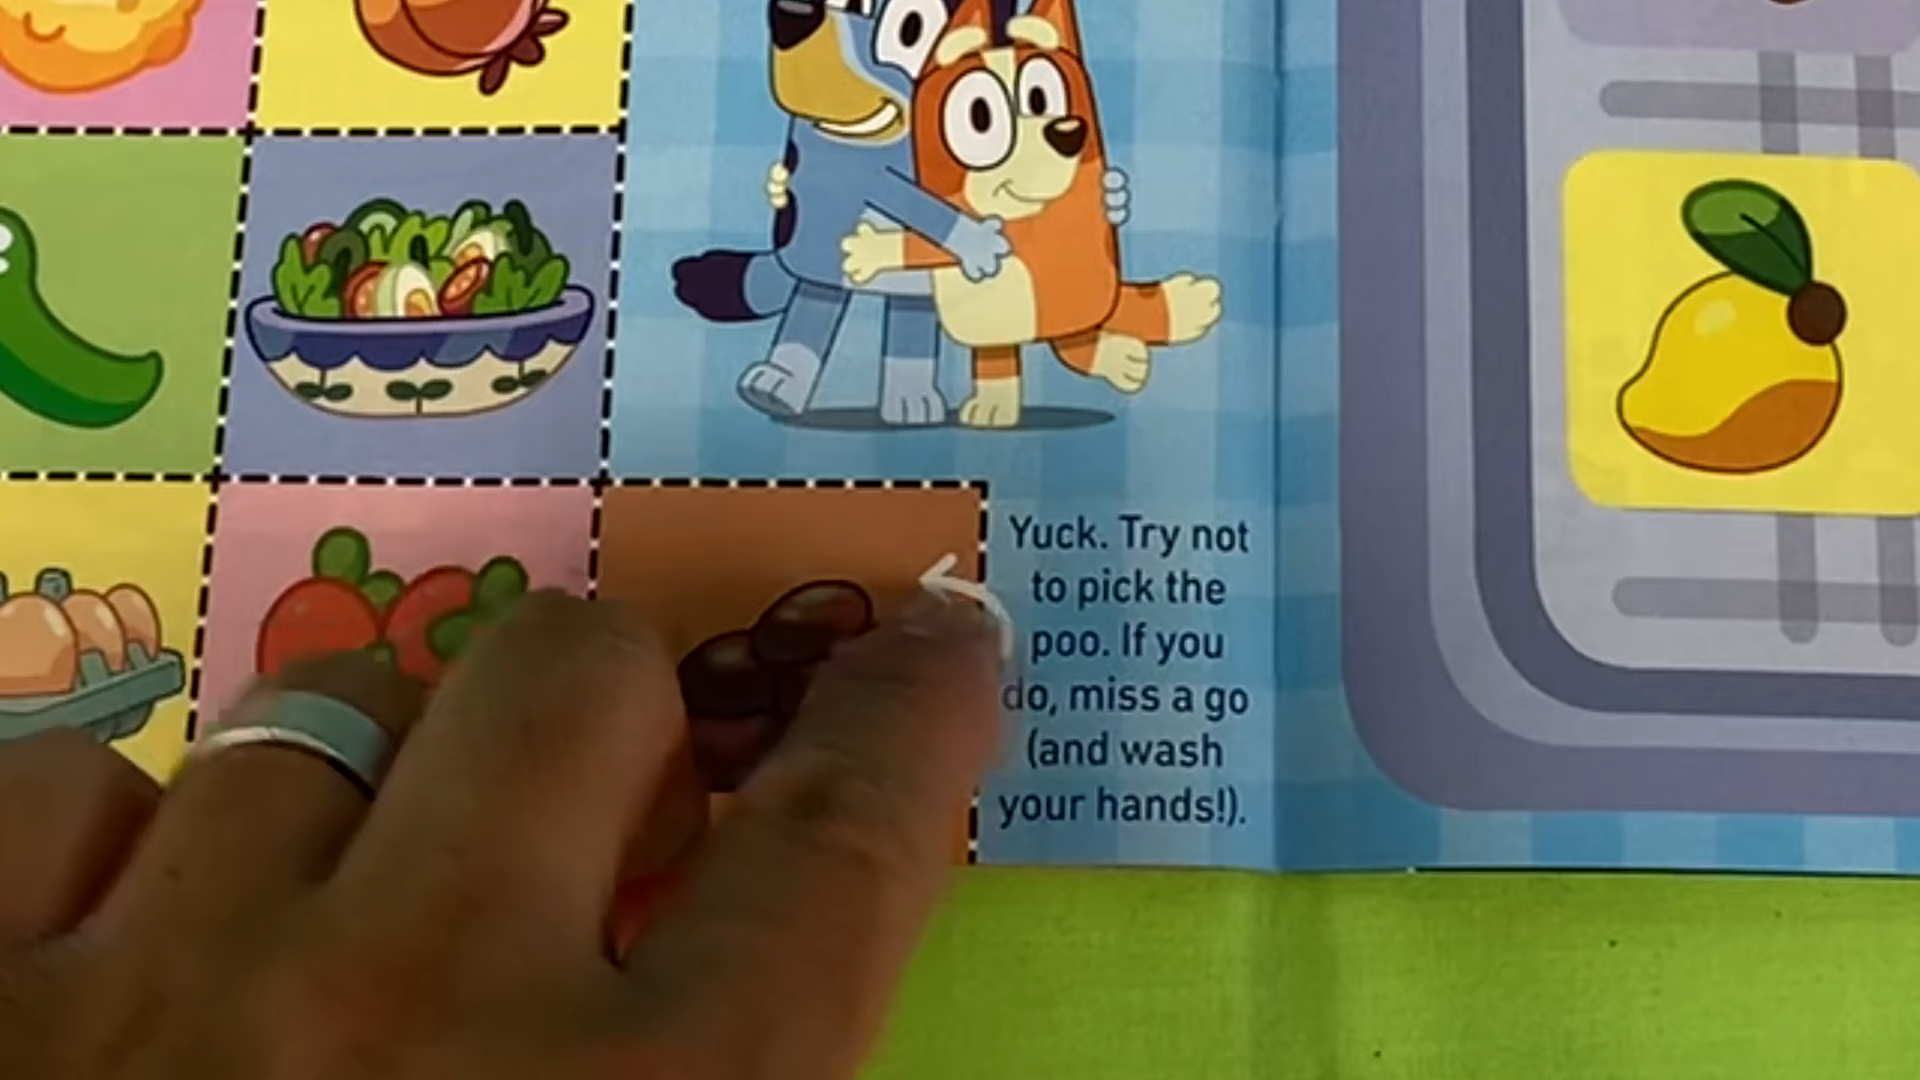 Yuck. Try not
to pick the
poo. If you
do, miss a go
(and wash
your hands!).